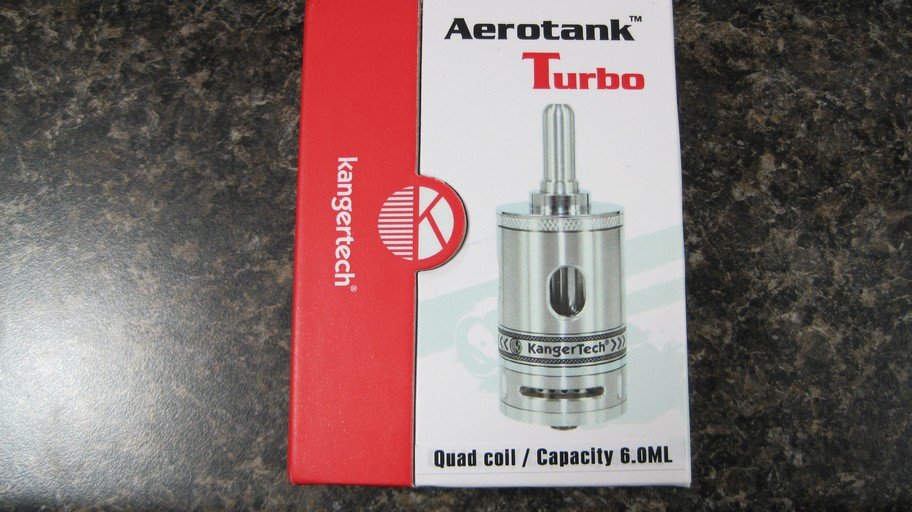 Aerotank™
Turbo
kangertech®
K
KangerTech®
Quad coil / Capacity 6.0ML